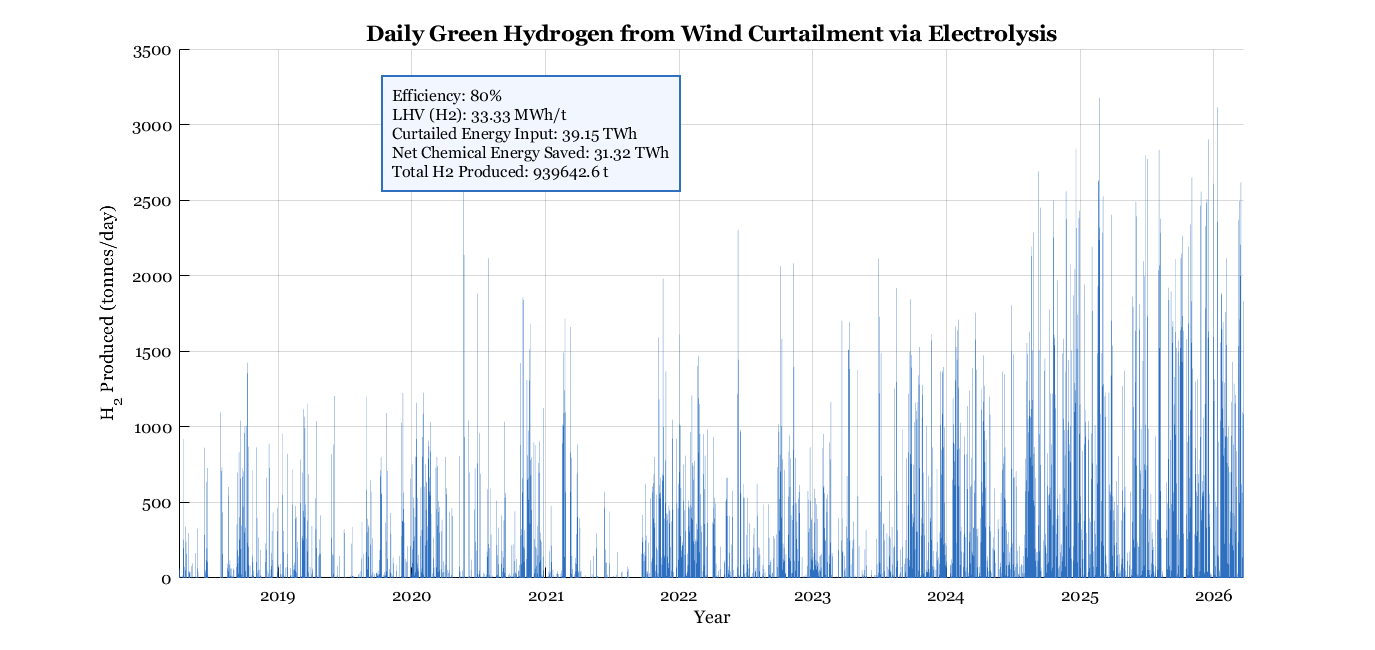 Daily Green Hydrogen from Wind Curtailment via Electrolysis
3500
3000
2500
2000
1500
1000
500
0
H2 Produced (tonnes/day)
Efficiency: 80%
LHV (H2): 33.33 MWh/t
Curtailed Energy Input: 39.15 TWh
Net Chemical Energy Saved: 31.32 TWh
Total H2 Produced: 939642.6 t
2019 2020 2021 2022 2023 2024 2025 2026
Year